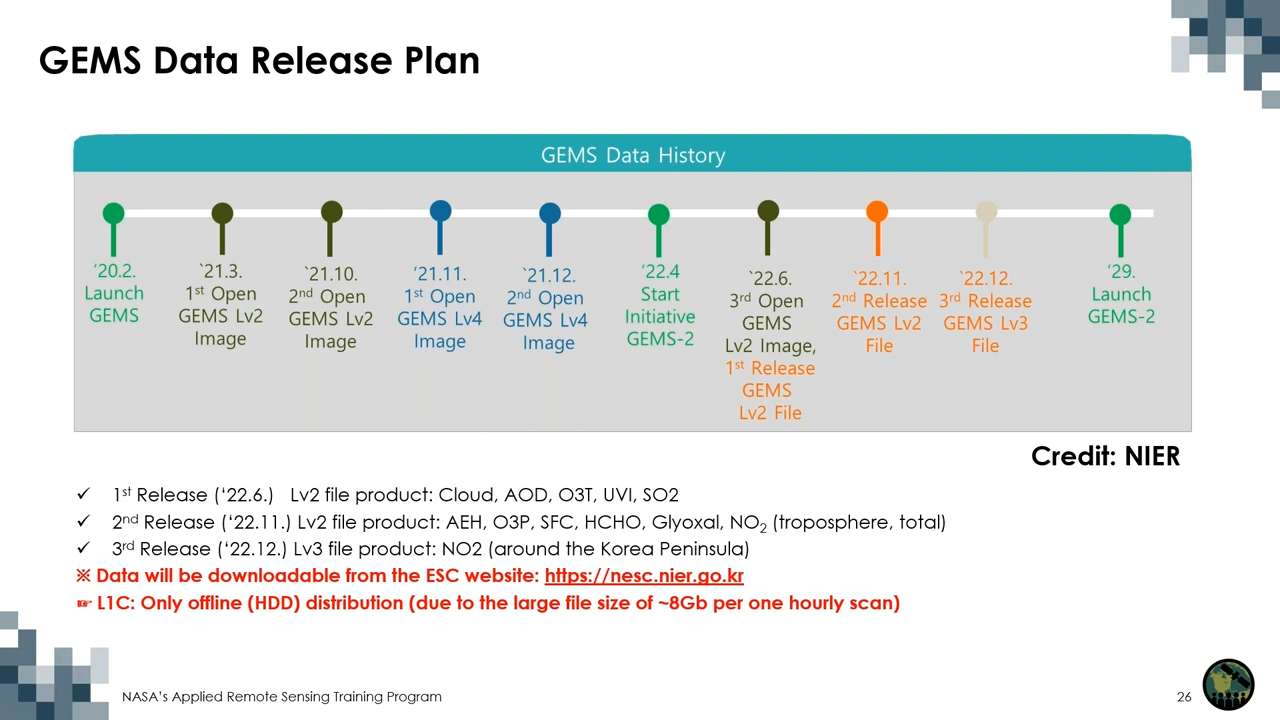 GEMS Data Release Plan
GEMS Data History
’20.2.
Launch
GEMS
`21.3.
1st Open
GEMS Lv2
Image
`21.10.
2nd Open
GEMS Lv2
Image
’21.11.
1st Open
GEMS Lv4
Image
`21.12.
2nd Open
GEMS Lv4
Image
’22.4
Start
Initiative
GEMS-2
`22.6.
3rd Open
GEMS
Lv2 Image,
1st Release
GEMS
Lv2 File
`22.11.
2nd Release
GEMS Lv2
File
`22.12.
3rd Release
GEMS Lv3
File
’29.
Launch
GEMS-2
Credit: NIER
✓ 1st Release (‘22.6.) Lv2 file product: Cloud, AOD, O3T, UVI, SO2
✓ 2nd Release (‘22.11.) Lv2 file product: AEH, O3P, SFC, HCHO, Glyoxal, NO2 (troposphere, total)
✓ 3rd Release (‘22.12.) Lv3 file product: NO2 (around the Korea Peninsula)
※ Data will be downloadable from the ESC website: https://nesc.nier.go.kr
☞ L1C: Only offline (HDD) distribution (due to the large file size of ~8Gb per one hourly scan)
NASA’s Applied Remote Sensing Training Program
26